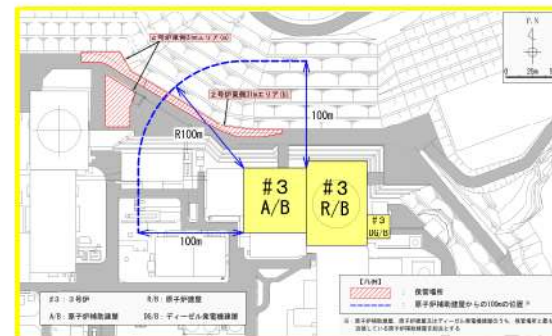 P.N
0 25m
2号炉東側31mエリア(a)
2号炉東側31mエリア(b)
100m
R100m
100m
#3
A/B
#3
R/B
#3
DG/B
#3 : 3号炉
R/B : 原子炉建屋
A/B : 原子炉補助建屋
DG/B : ディーゼル発電機建屋
【凡例】
: 保管場所
: 原子炉補助建屋からの100mの位置※